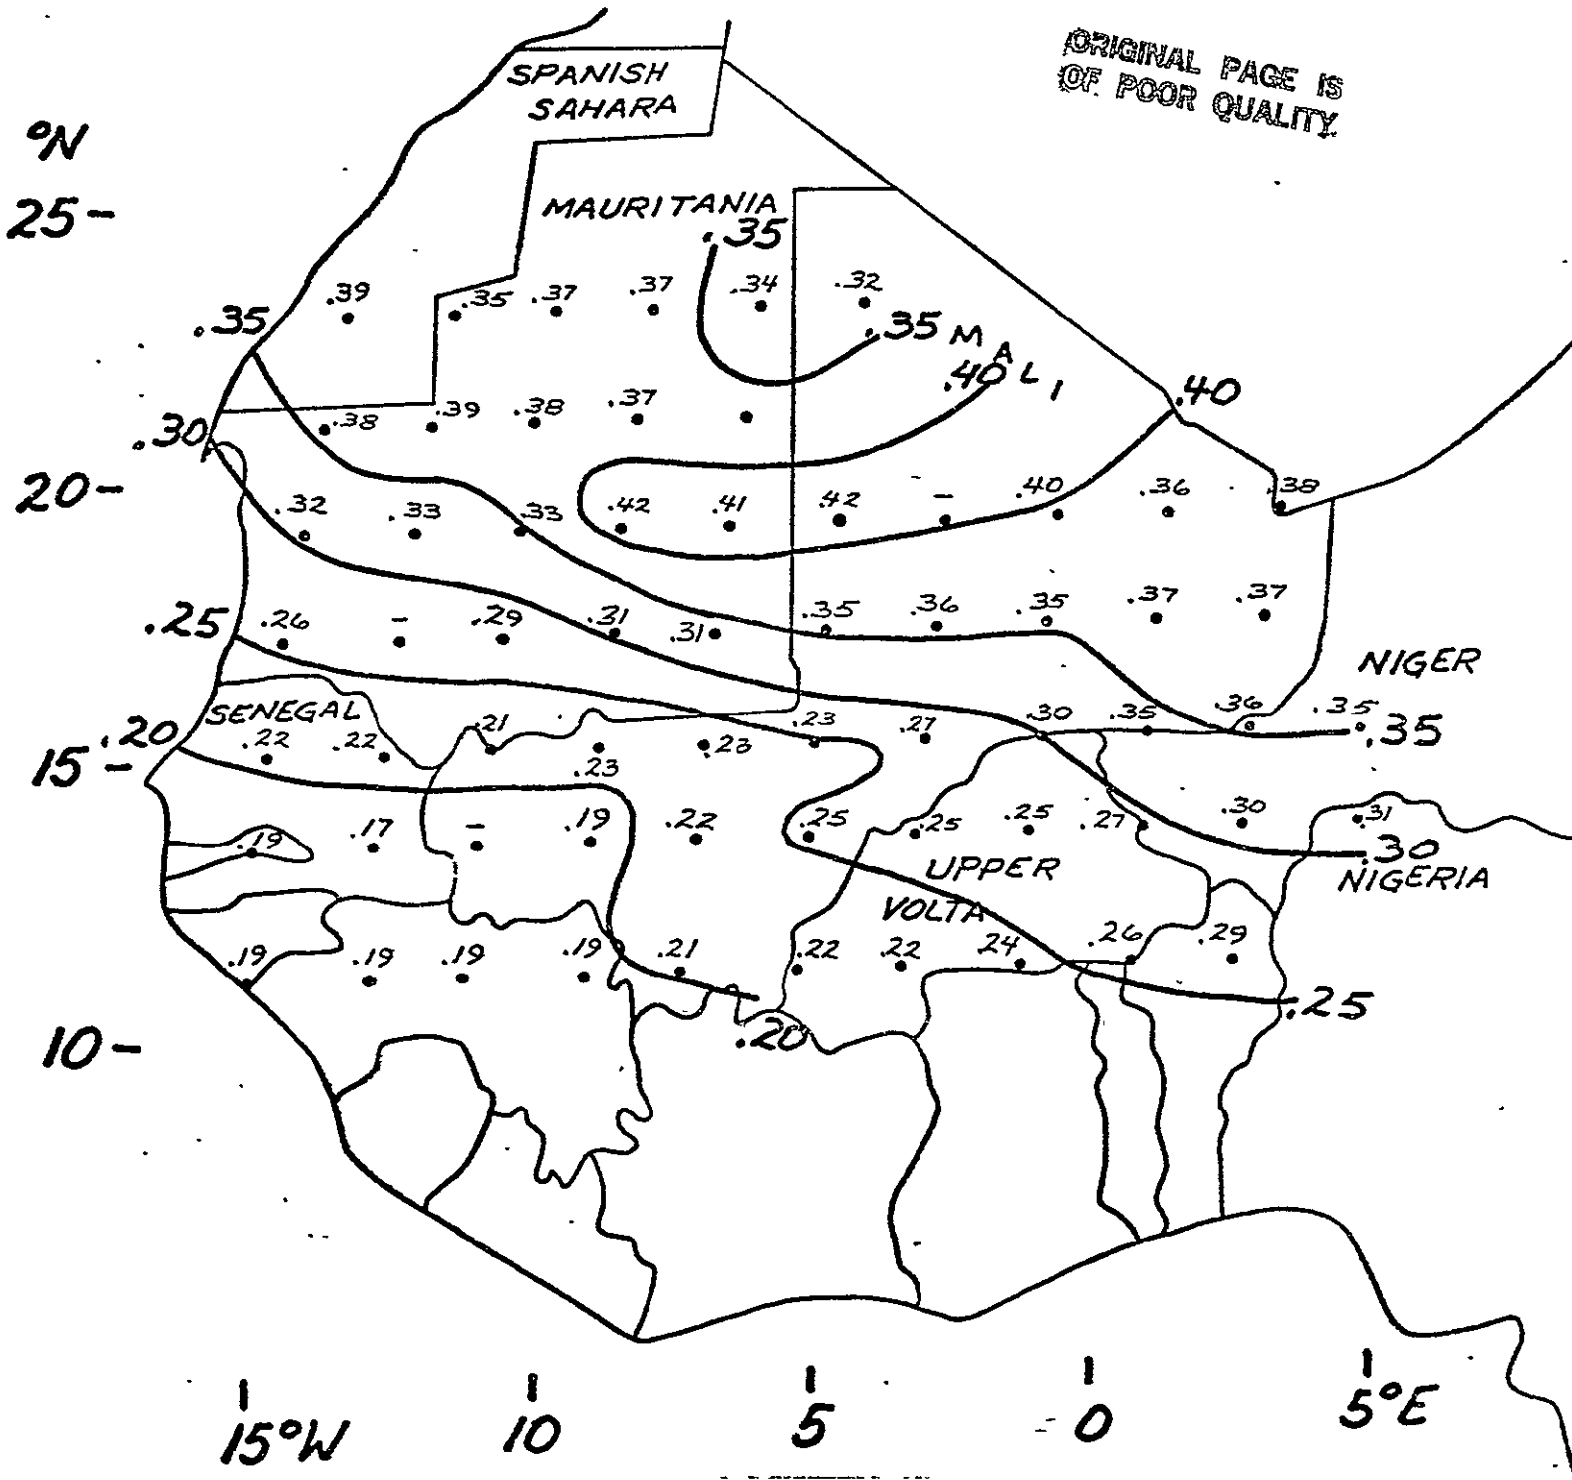 ORIGINAL PAGE IS
OF POOR QUALITY
SPANISH
SAHARA
°N
25-
MAURITANIA
.35
.39 .35 .37 .37 .34 .32
.35
.35
MALI
.40
.40
.38 .39 .38 .37
.30
20-
.32 .33 .33 .42 .41 .42 - .40 .36 .38
.25
.26 - .29 .31 .31 .35 .36 .35 .37 .37
NIGER
SENEGAL
.20
.22 .22 .21 .23 .23 .23 .27 .30 .35 .36 .35
.35
15-
.19 .17 - .19 .22 .25 .25 .25 .27 .30 .31
.30
UPPER
VOLTA
NIGERIA
.19 .19 .19 .19 .21 .22 .22 .24 .26 .29
.25
.20
10-
15°W 10 5 0 5°E